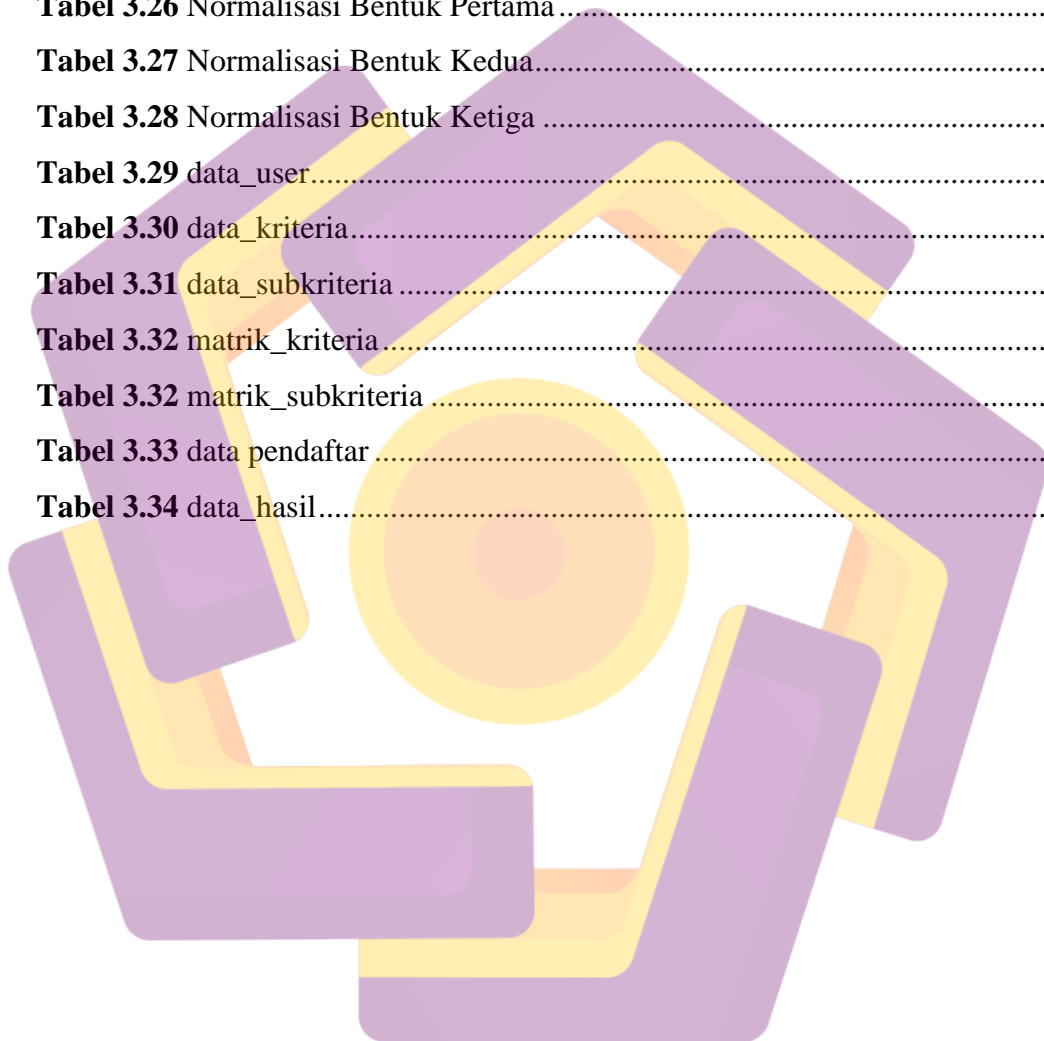 Tabel 3.26 Normalisasi Bentuk Pertama..........................................................
Tabel 3.27 Normalisasi Bentuk Kedua.............................................................
Tabel 3.28 Normalisasi Bentuk Ketiga ............................................................
Tabel 3.29 data_user........................................................................................
Tabel 3.30 data_kriteria...................................................................................
Tabel 3.31 data_subkriteria .............................................................................
Tabel 3.32 matrik_kriteria...............................................................................
Tabel 3.32 matrik_subkriteria .........................................................................
Tabel 3.33 data pendaftar................................................................................
Tabel 3.34 data_hasil.......................................................................................